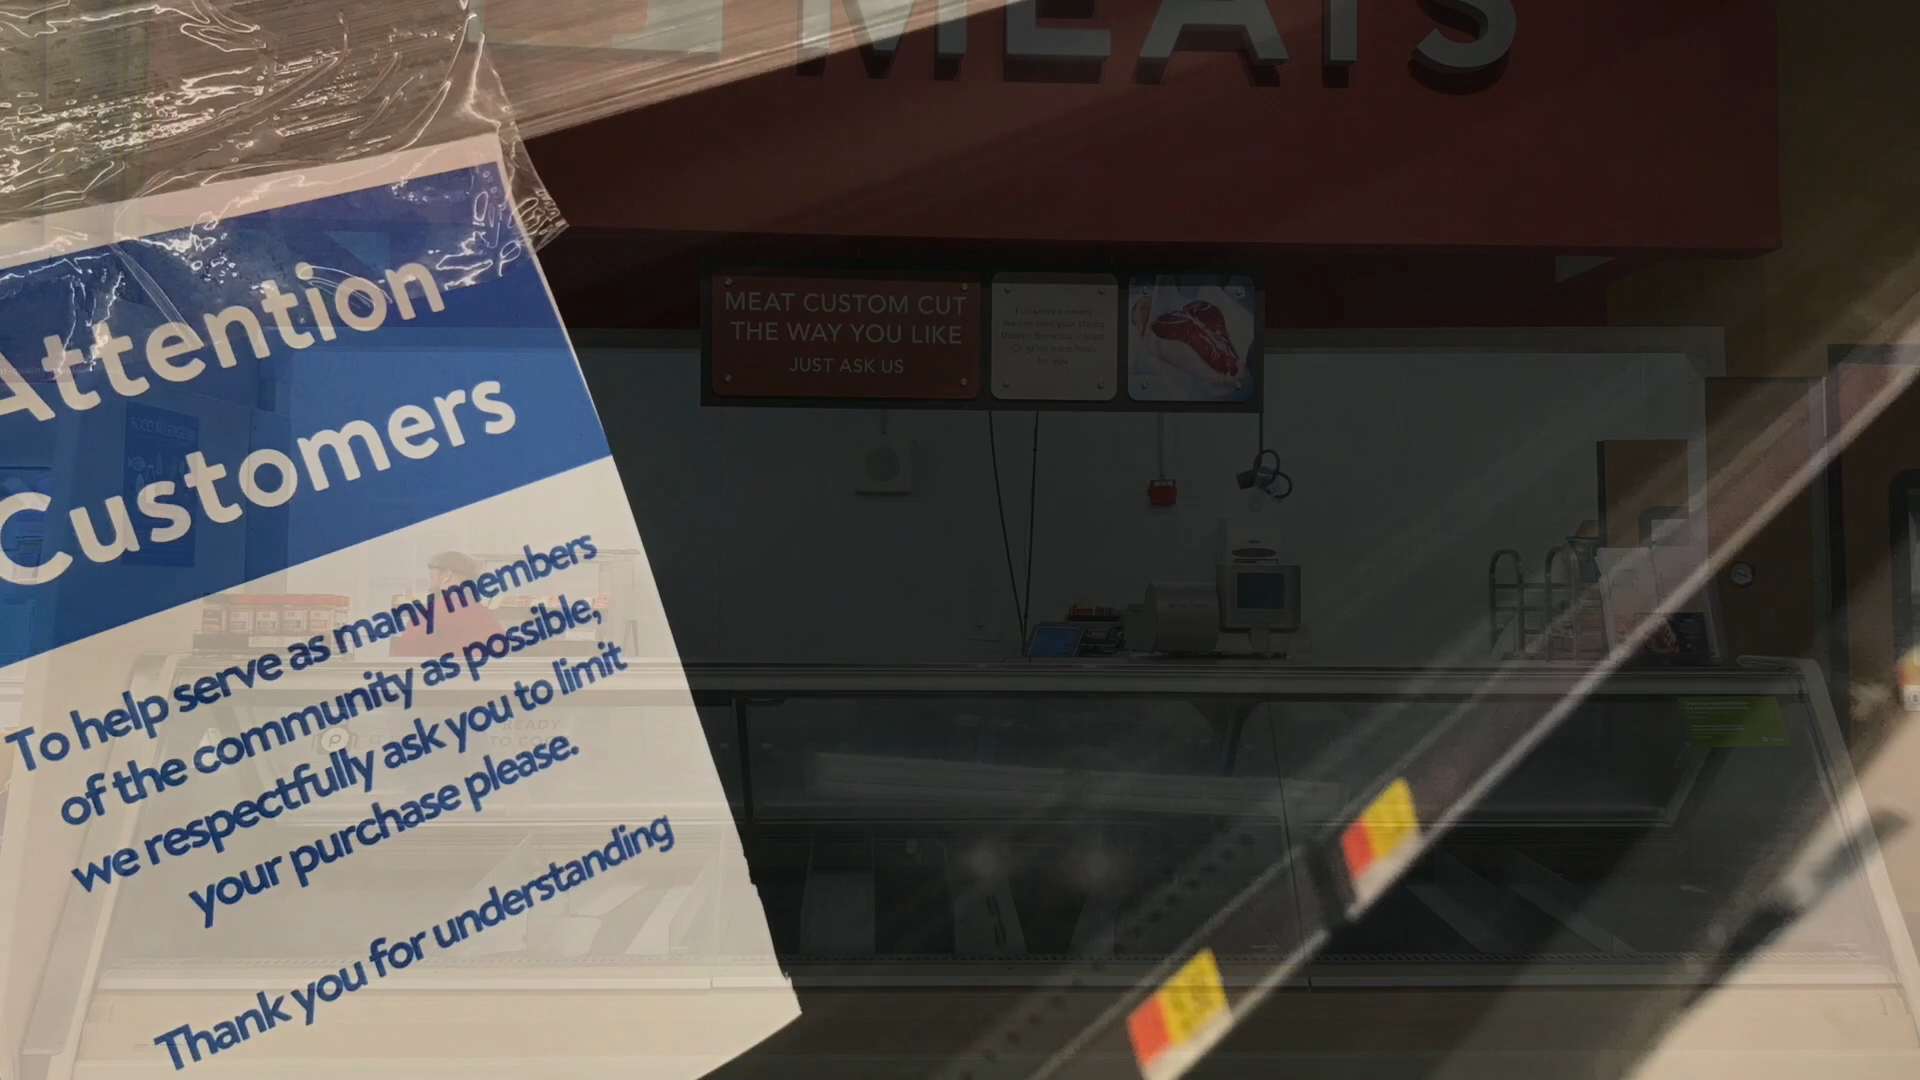 MEATS
MEAT CUSTOM CUT
THE WAY YOU LIKE
JUST ASK US
Attention
Customers
To help serve as many members
of the community as possible,
we respectfully ask you to limit
your purchase please.
Thank you for understanding
FOOD ALLERGIES
READY
TO COOK